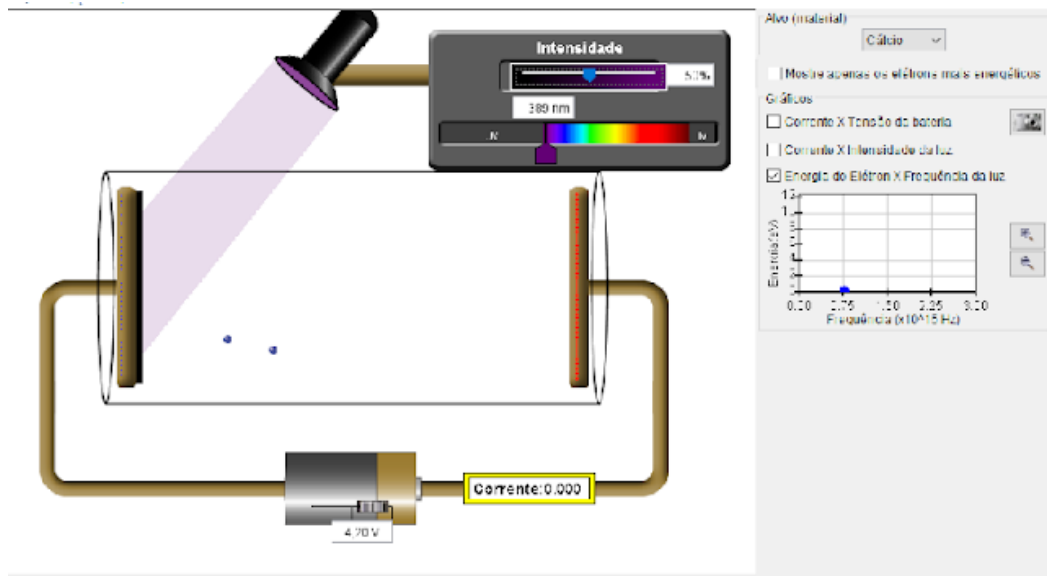 Intensidade
50%
389 nm
Corrente:0.000
4,20 V
Alvo (material)
Cálcio
Mostre apenas os elétrons mais energéticos
Gráficos
Corrente X Tensão da bateria
Corrente X Intensidade da luz
Energia do Elétron X Frequência da luz
Energia(eV)
0.00 0.75 1.50 2.25 3.00
Frequência (x10^15 Hz)